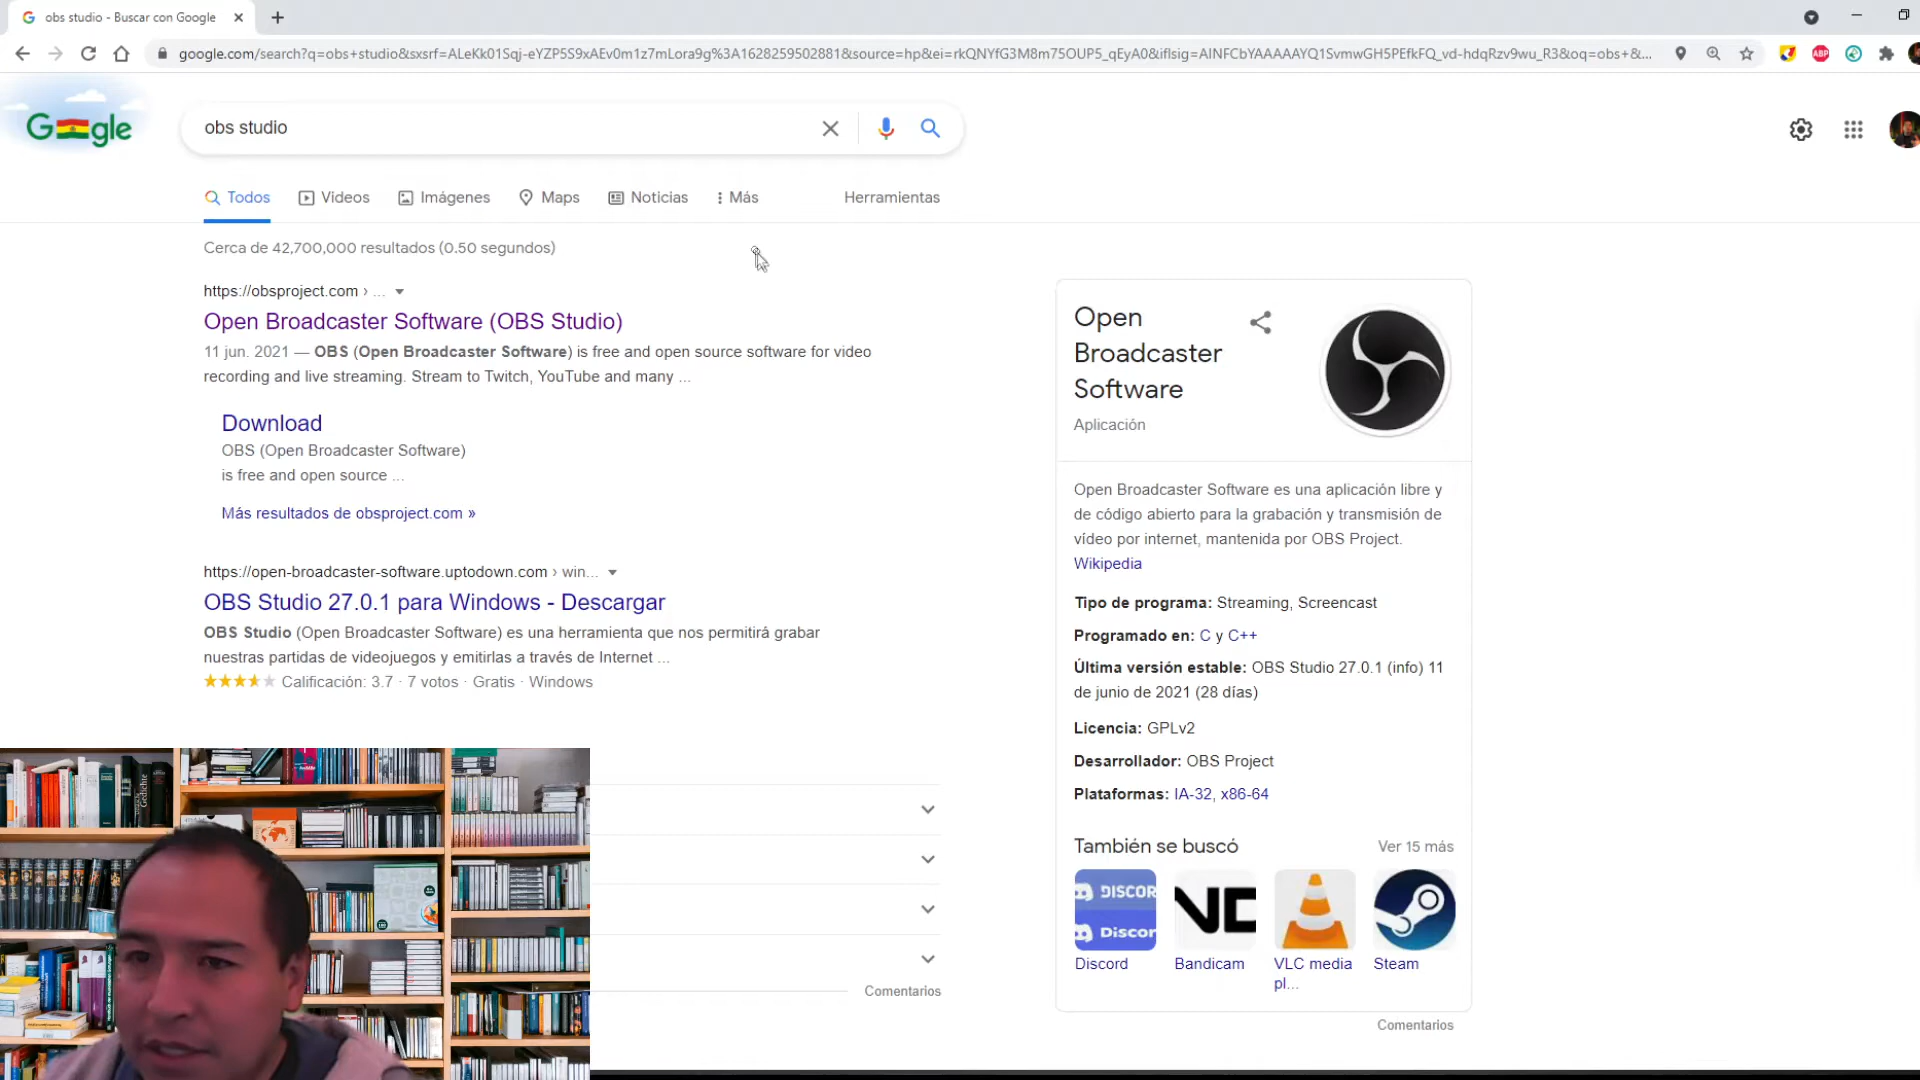 obs studio - Buscar con Google
google.com/search?q=obs+studio&sxsrf=ALeKk01Sqj-eYZP5S9xAEv0m1z7mLora9g%3A1628259502881&source=hp&ei=rkQNYfG3M8m75OUP5_qEyA0&iflsig=AINFCbYAAAAAYQ1SvmwGH5PEfkFQ_vd-hdqRzv9wu_R3&oq=obs+&...
ABP
Google
obs studio
Todos
Videos
Imágenes
Maps
Noticias
Más
Herramientas
Cerca de 42,700,000 resultados (0.50 segundos)
https://obsproject.com › ...
Open Broadcaster Software (OBS Studio)
11 jun. 2021 — OBS (Open Broadcaster Software) is free and open source software for video
recording and live streaming. Stream to Twitch, YouTube and many ...
Download
OBS (Open Broadcaster Software)
is free and open source ...
Más resultados de obsproject.com »
https://open-broadcaster-software.uptodown.com › win...
OBS Studio 27.0.1 para Windows - Descargar
OBS Studio (Open Broadcaster Software) es una herramienta que nos permitirá grabar
nuestras partidas de videojuegos y emitirlas a través de Internet ...
Calificación: 3.7 · 7 votos · Gratis · Windows
Comentarios
Open
Broadcaster
Software
Aplicación
Open Broadcaster Software es una aplicación libre y
de código abierto para la grabación y transmisión de
vídeo por internet, mantenida por OBS Project.
Wikipedia
Tipo de programa: Streaming, Screencast
Programado en: C y C++
Última versión estable: OBS Studio 27.0.1 (info) 11
de junio de 2021 (28 días)
Licencia: GPLv2
Desarrollador: OBS Project
Plataformas: IA-32, x86-64
También se buscó
Ver 15 más
DISCOR
Discor
Discord
Bandicam
VLC media
pl...
Steam
Comentarios